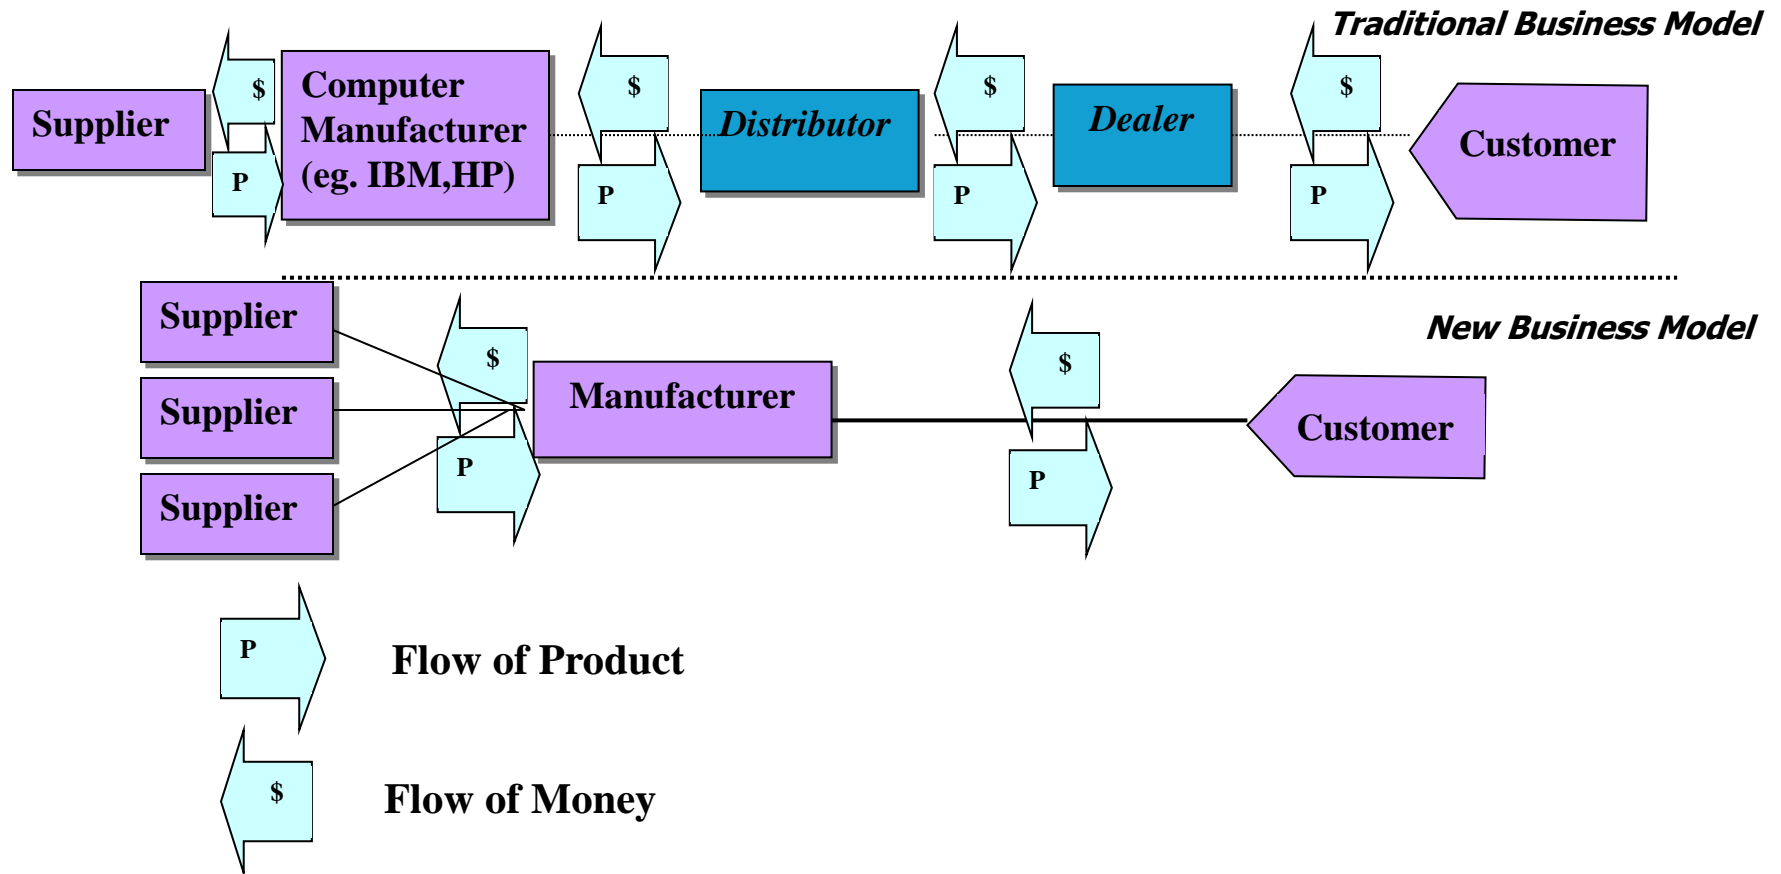 Traditional Business Model
$
$
$
$
Supplier
Computer
Manufacturer
(eg. IBM,HP)
Distributor
Dealer
Customer
P
P
P
P
New Business Model
Supplier
Supplier
Supplier
$
P
Manufacturer
$
P
Customer
P
Flow of Product
$
Flow of Money